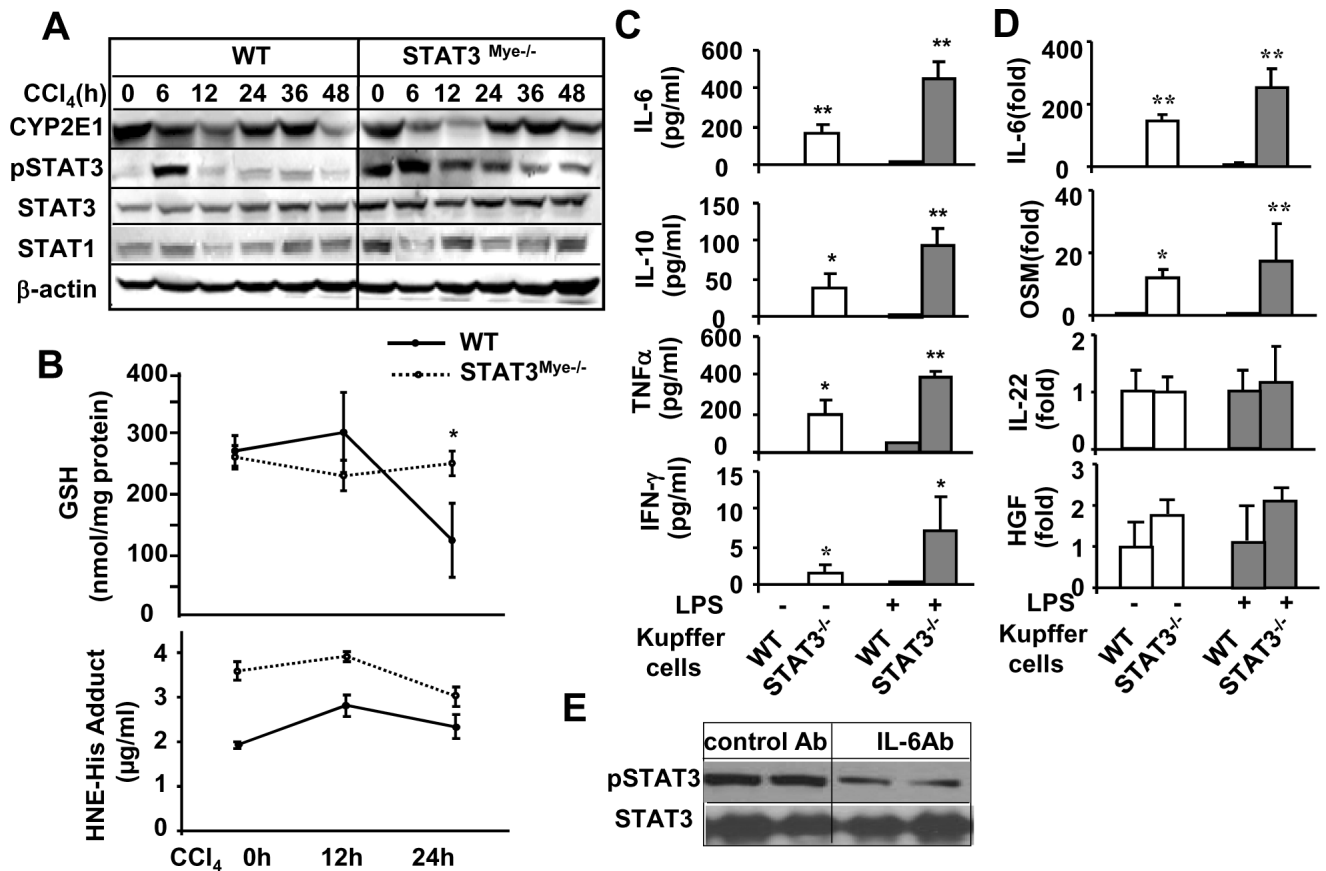 A
WT
STAT3 Mye-/-
CCl4(h) 0 6 12 24 36 48 0 6 12 24 36 48
CYP2E1
pSTAT3
STAT3
STAT1
β-actin
B
WT
STAT3Mye-/-
GSH
(nmol/mg protein)
400
300
200
100
0
*
HNE-His Adduct
(μg/ml)
4
3
2
1
0
CCl4 0h 12h 24h
C
IL-6
(pg/ml)
600
400
200
0
**
**
IL-10
(pg/ml)
150
100
50
0
*
**
TNFα
(pg/ml)
600
400
200
0
*
**
IFN-γ
(pg/ml)
15
10
5
0
*
*
LPS - - + +
Kupffer
cells
WT
STAT3-/-
WT
STAT3-/-
D
IL-6(fold)
400
200
0
**
**
OSM(fold)
40
20
0
*
**
IL-22
(fold)
2
1
0
HGF
(fold)
3
2
1
0
LPS - - + +
Kupffer
cells
WT
STAT3-/-
WT
STAT3-/-
E
control Ab IL-6Ab
pSTAT3
STAT3